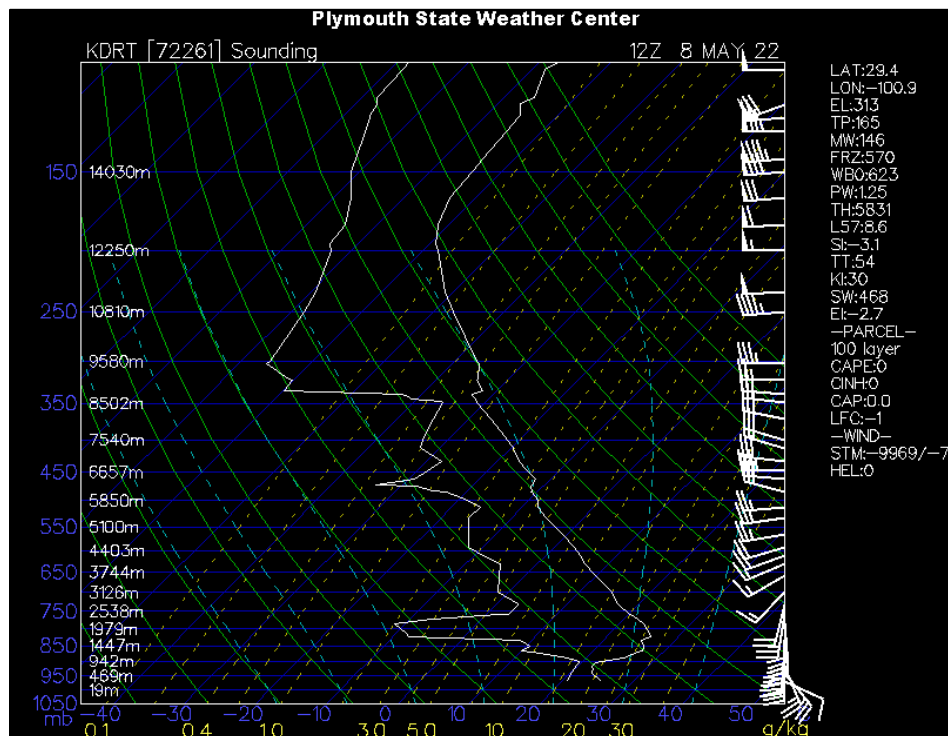 Plymouth State Weather Center
KDRT [72261] Sounding 12Z 8 MAY 22
LAT:29.4
LON:-100.9
EL:313
TP:165
MW:146
FRZ:570
WB0:623
PW:1.25
TH:5831
L57:8.6
SI:-3.1
TT:54
KI:30
SW:468
EI:-2.7
-PARCEL-
100 layer
CAPE:0
CINH:0
CAP:0.0
LFC:-1
-WIND-
STM:-9969/-7
HEL:0
150 14030m
12250m
250 10810m
9580m
350 8502m
7540m
450 6657m
5850m
550 5100m
4403m
650 3744m
3126m
750 2538m
1979m
850 1447m
942m
950 469m
19m
1050
mb -40 -30 -20 -10 0 10 20 30 40 50
0.1 0.4 1.0 3.0 5.0 10 20 30 g/kg